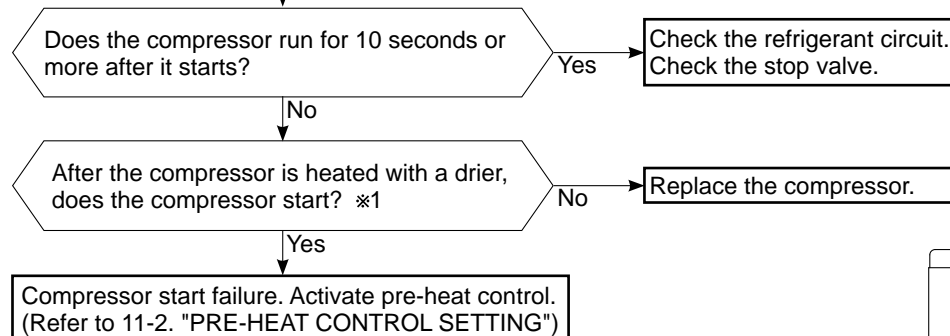 Does the compressor run for 10 seconds or
more after it starts?
Yes
Check the refrigerant circuit.
Check the stop valve.
No
After the compressor is heated with a drier,
does the compressor start? ※1
No
Replace the compressor.
Yes
Compressor start failure. Activate pre-heat control.
(Refer to 11-2. "PRE-HEAT CONTROL SETTING")